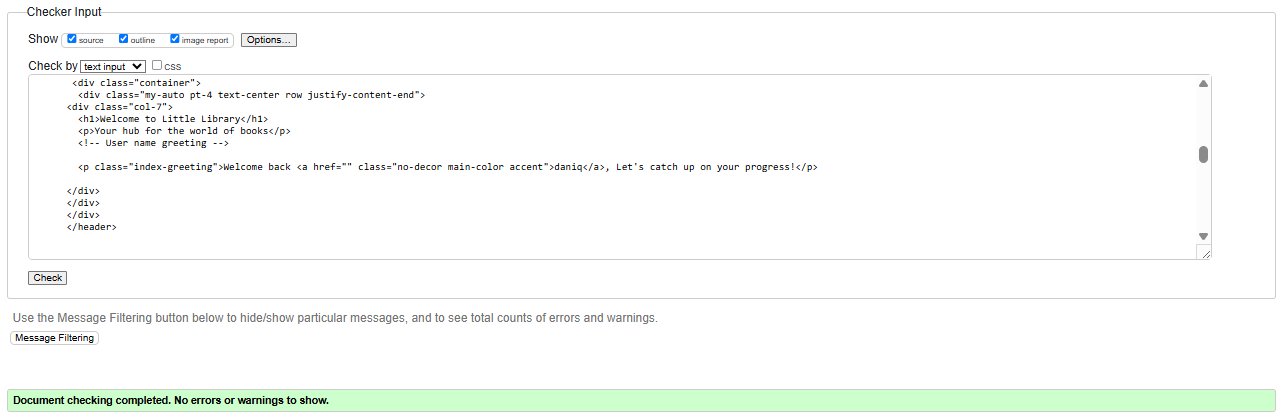 Checker Input
Show source outline image report Options...
Check by text input css
<div class="container">
<div class="my-auto pt-4 text-center row justify-content-end">
<div class="col-7">
<h1>Welcome to Little Library</h1>
<p>Your hub for the world of books</p>
<!-- User name greeting -->
<p class="index-greeting">Welcome back <a href="" class="no-decor main-color accent">daniq</a>, Let's catch up on your progress!</p>
</div>
</div>
</div>
</header>
Check
Use the Message Filtering button below to hide/show particular messages, and to see total counts of errors and warnings.
Message Filtering
Document checking completed. No errors or warnings to show.